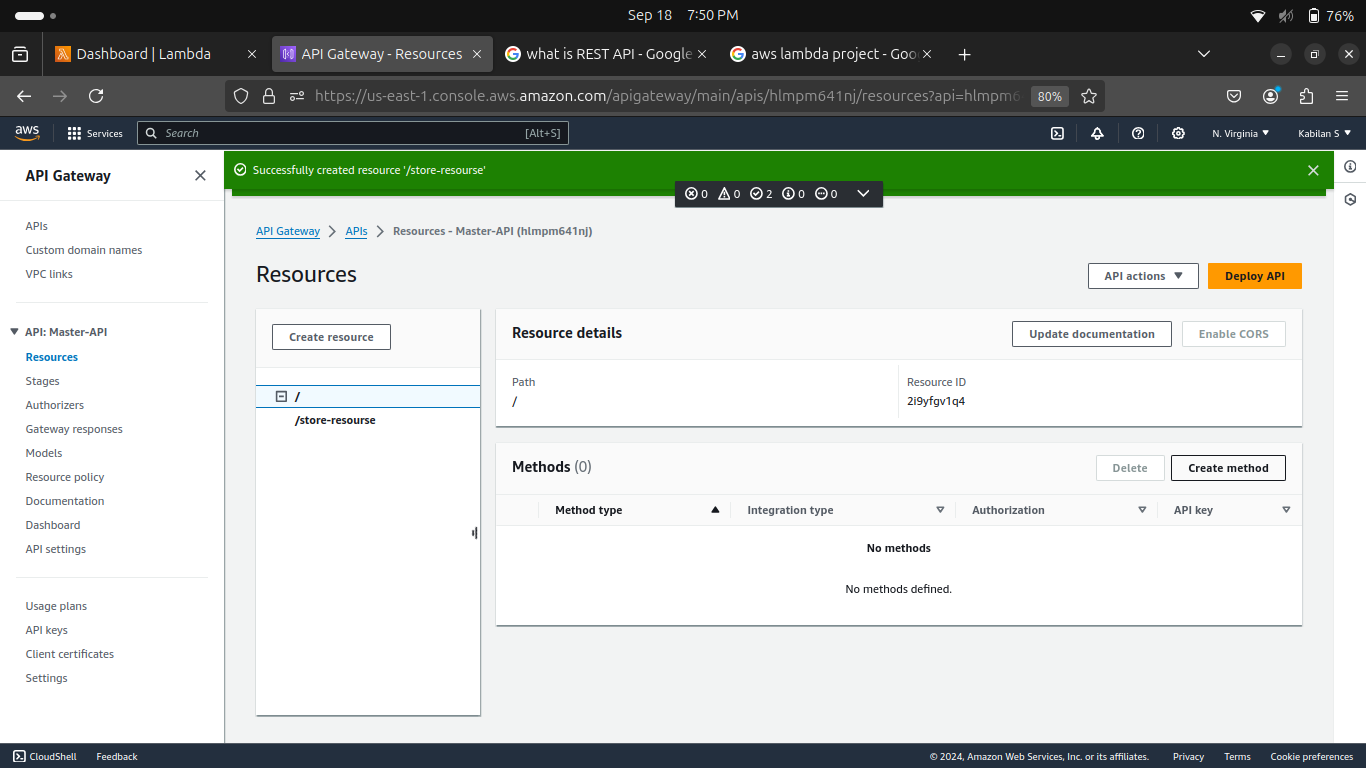 Sep 18 7:50 PM
76%
Dashboard | Lambda
API Gateway - Resources
what is REST API - Google
aws lambda project - Goo
https://us-east-1.console.aws.amazon.com/apigateway/main/apis/hlmpm641nj/resources?api=hlmpm6
80%
aws
Services
Search
[Alt+S]
N. Virginia
Kabilan S
API Gateway
Successfully created resource '/store-resourse'
0 0 2 0 0
APIs
Custom domain names
VPC links
API: Master-API
Resources
Stages
Authorizers
Gateway responses
Models
Resource policy
Documentation
Dashboard
API settings
Usage plans
API keys
Client certificates
Settings
API Gateway
APIs
Resources - Master-API (hlmpm641nj)
Resources
API actions
Deploy API
Create resource
/
/store-resourse
Resource details
Update documentation
Enable CORS
Path
/
Resource ID
2i9yfgv1q4
Methods (0)
Delete
Create method
Method type
Integration type
Authorization
API key
No methods
No methods defined.
CloudShell
Feedback
© 2024, Amazon Web Services, Inc. or its affiliates.
Privacy
Terms
Cookie preferences